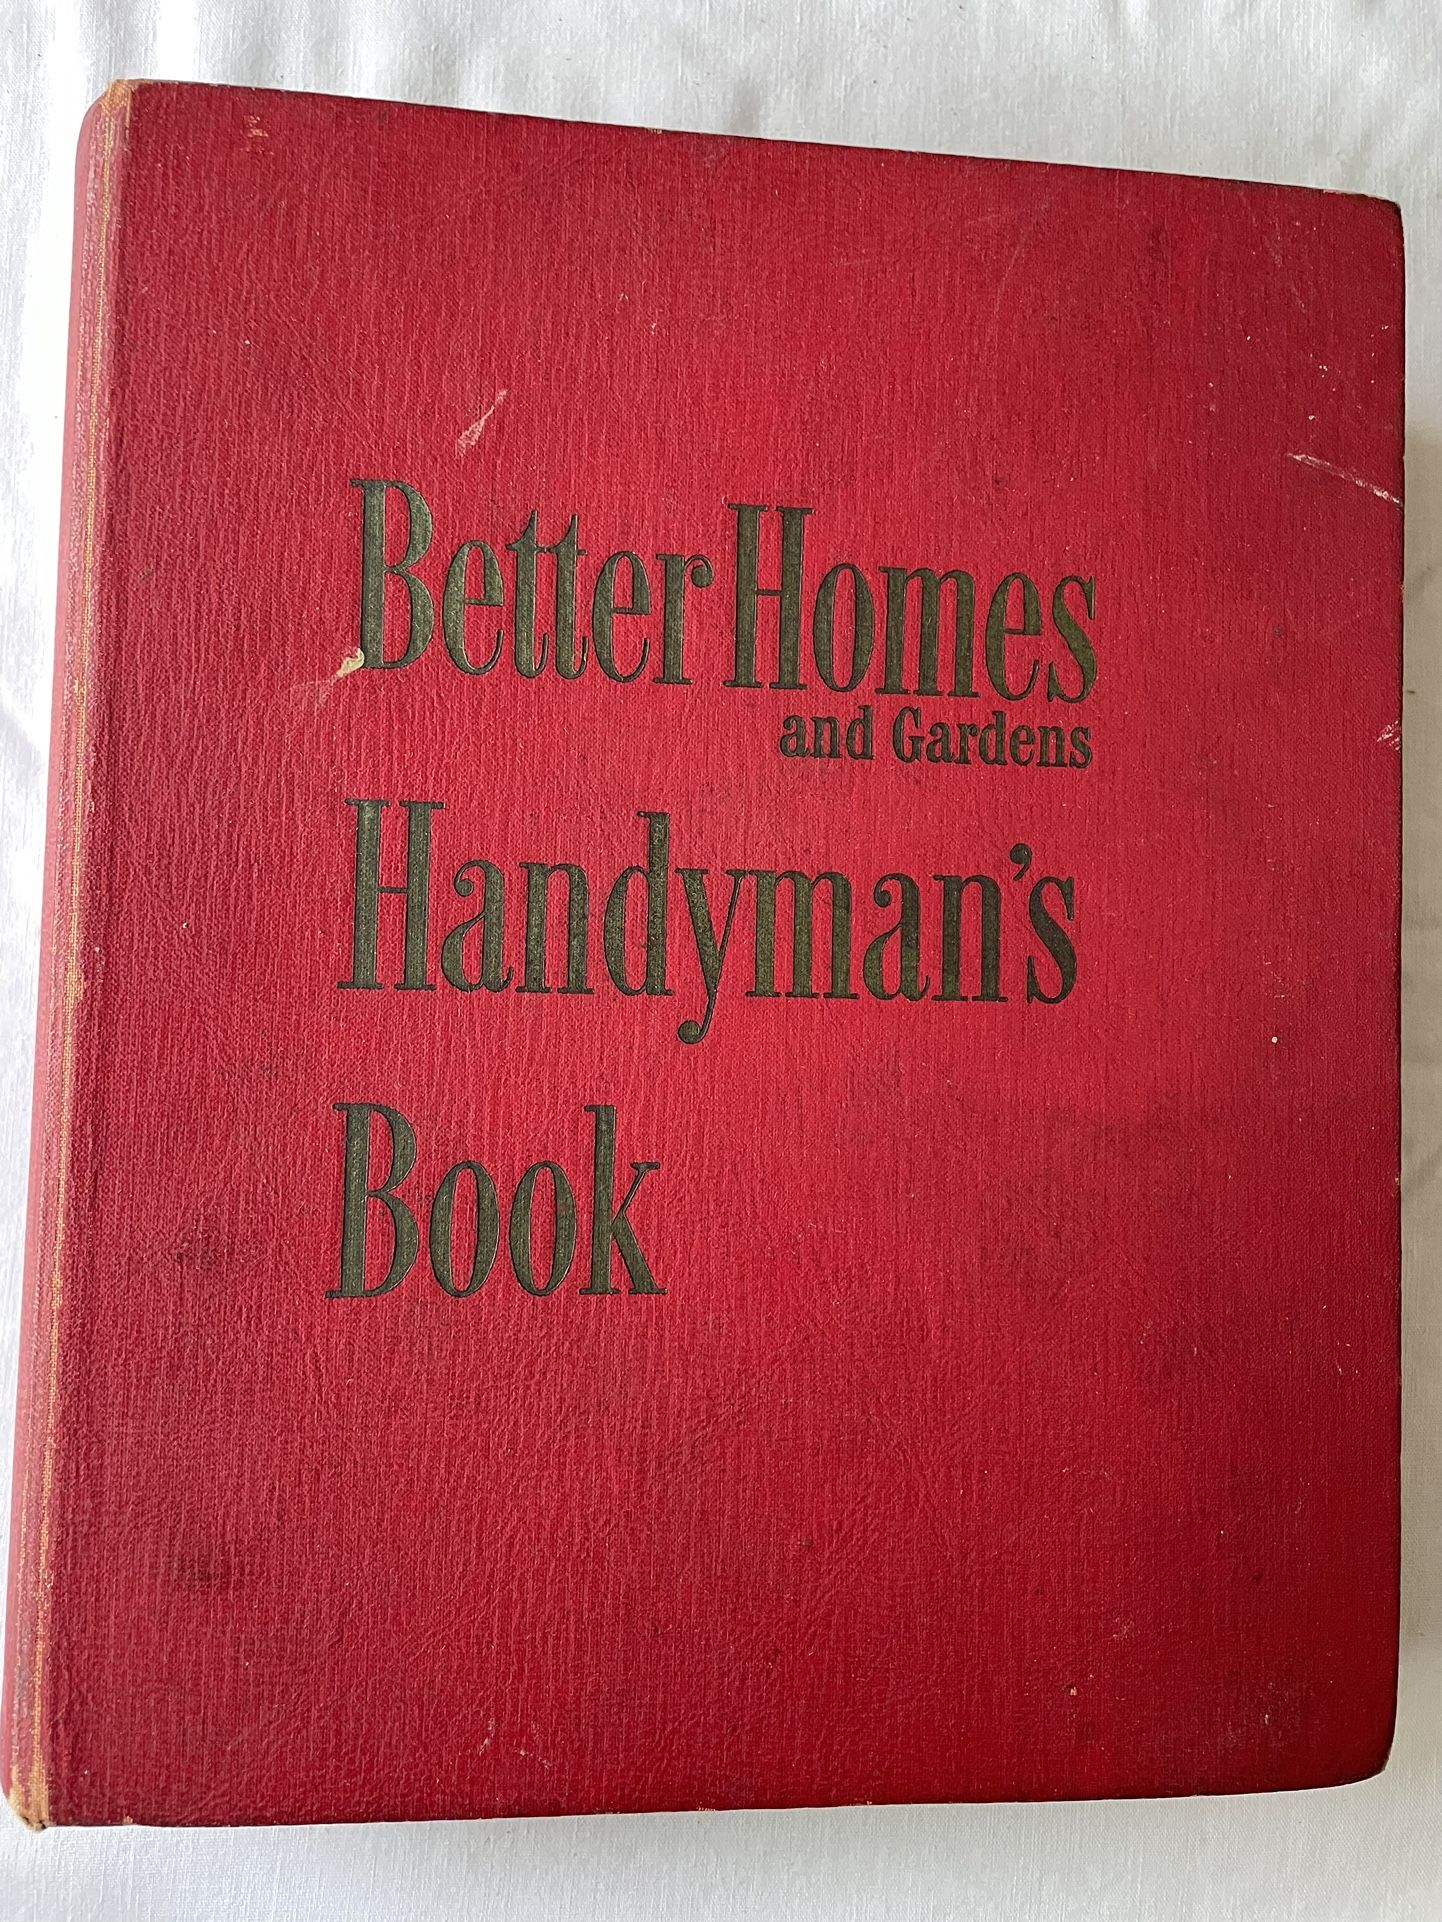 Better Homes
and Gardens
Handyman's
Book